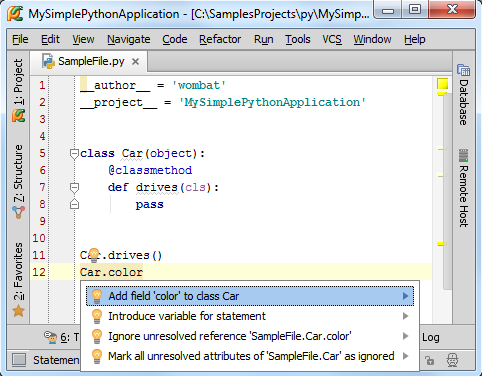 MySimplePythonApplication - [C:\SamplesProjects\py\MySim
File Edit View Navigate Code Refactor Run Tools VCS Window Help
SampleFile.py
1: Project
Z: Structure
2: Favorites
Database
Remote Host
1 __author__ = 'wombat'
2 __project__ = 'MySimplePythonApplication'
3
4
5 class Car(object):
6 @classmethod
7 def drives(cls):
8 pass
9
10
11 Car.drives()
12 Car.color
Add field 'color' to class Car
Introduce variable for statement
Ignore unresolved reference 'SampleFile.Car.color'
Mark all unresolved attributes of 'SampleFile.Car' as ignored
6: T
Log
Statemen